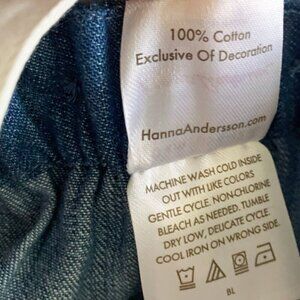 100% Cotton
Exclusive Of Decoration
HannaAndersson.com
MACHINE WASH COLD INSIDE
OUT WITH LIKE COLORS
GENTLE CYCLE. NON-CHLORINE
BLEACH AS NEEDED. TUMBLE
DRY LOW, DELICATE CYCLE.
COOL IRON ON WRONG SIDE.
BL